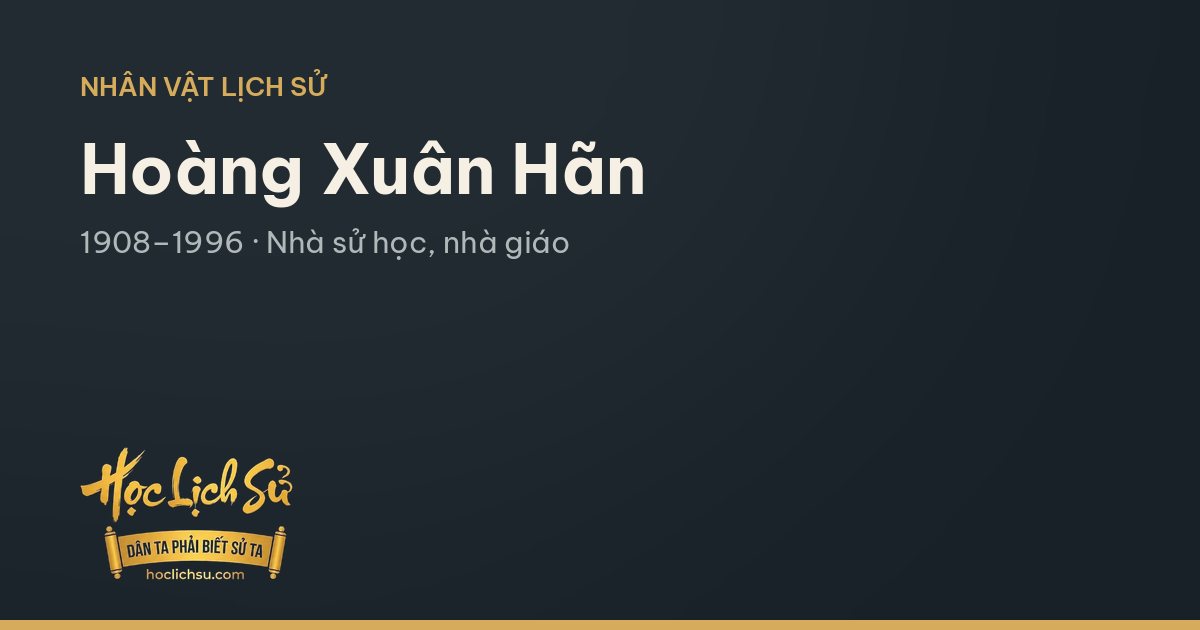 NHÂN VẬT LỊCH SỬ
Hoàng Xuân Hãn
1908–1996 · Nhà sử học, nhà giáo
Học Lịch Sử
DÂN TA PHẢI BIẾT SỬ TA
hoclichsu.com